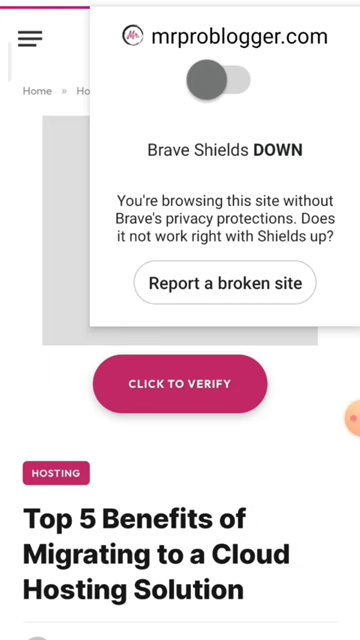 mrproblogger.com
Home » Ho
Brave Shields DOWN
You're browsing this site without
Brave's privacy protections. Does
it not work right with Shields up?
Report a broken site
CLICK TO VERIFY
HOSTING
Top 5 Benefits of
Migrating to a Cloud
Hosting Solution